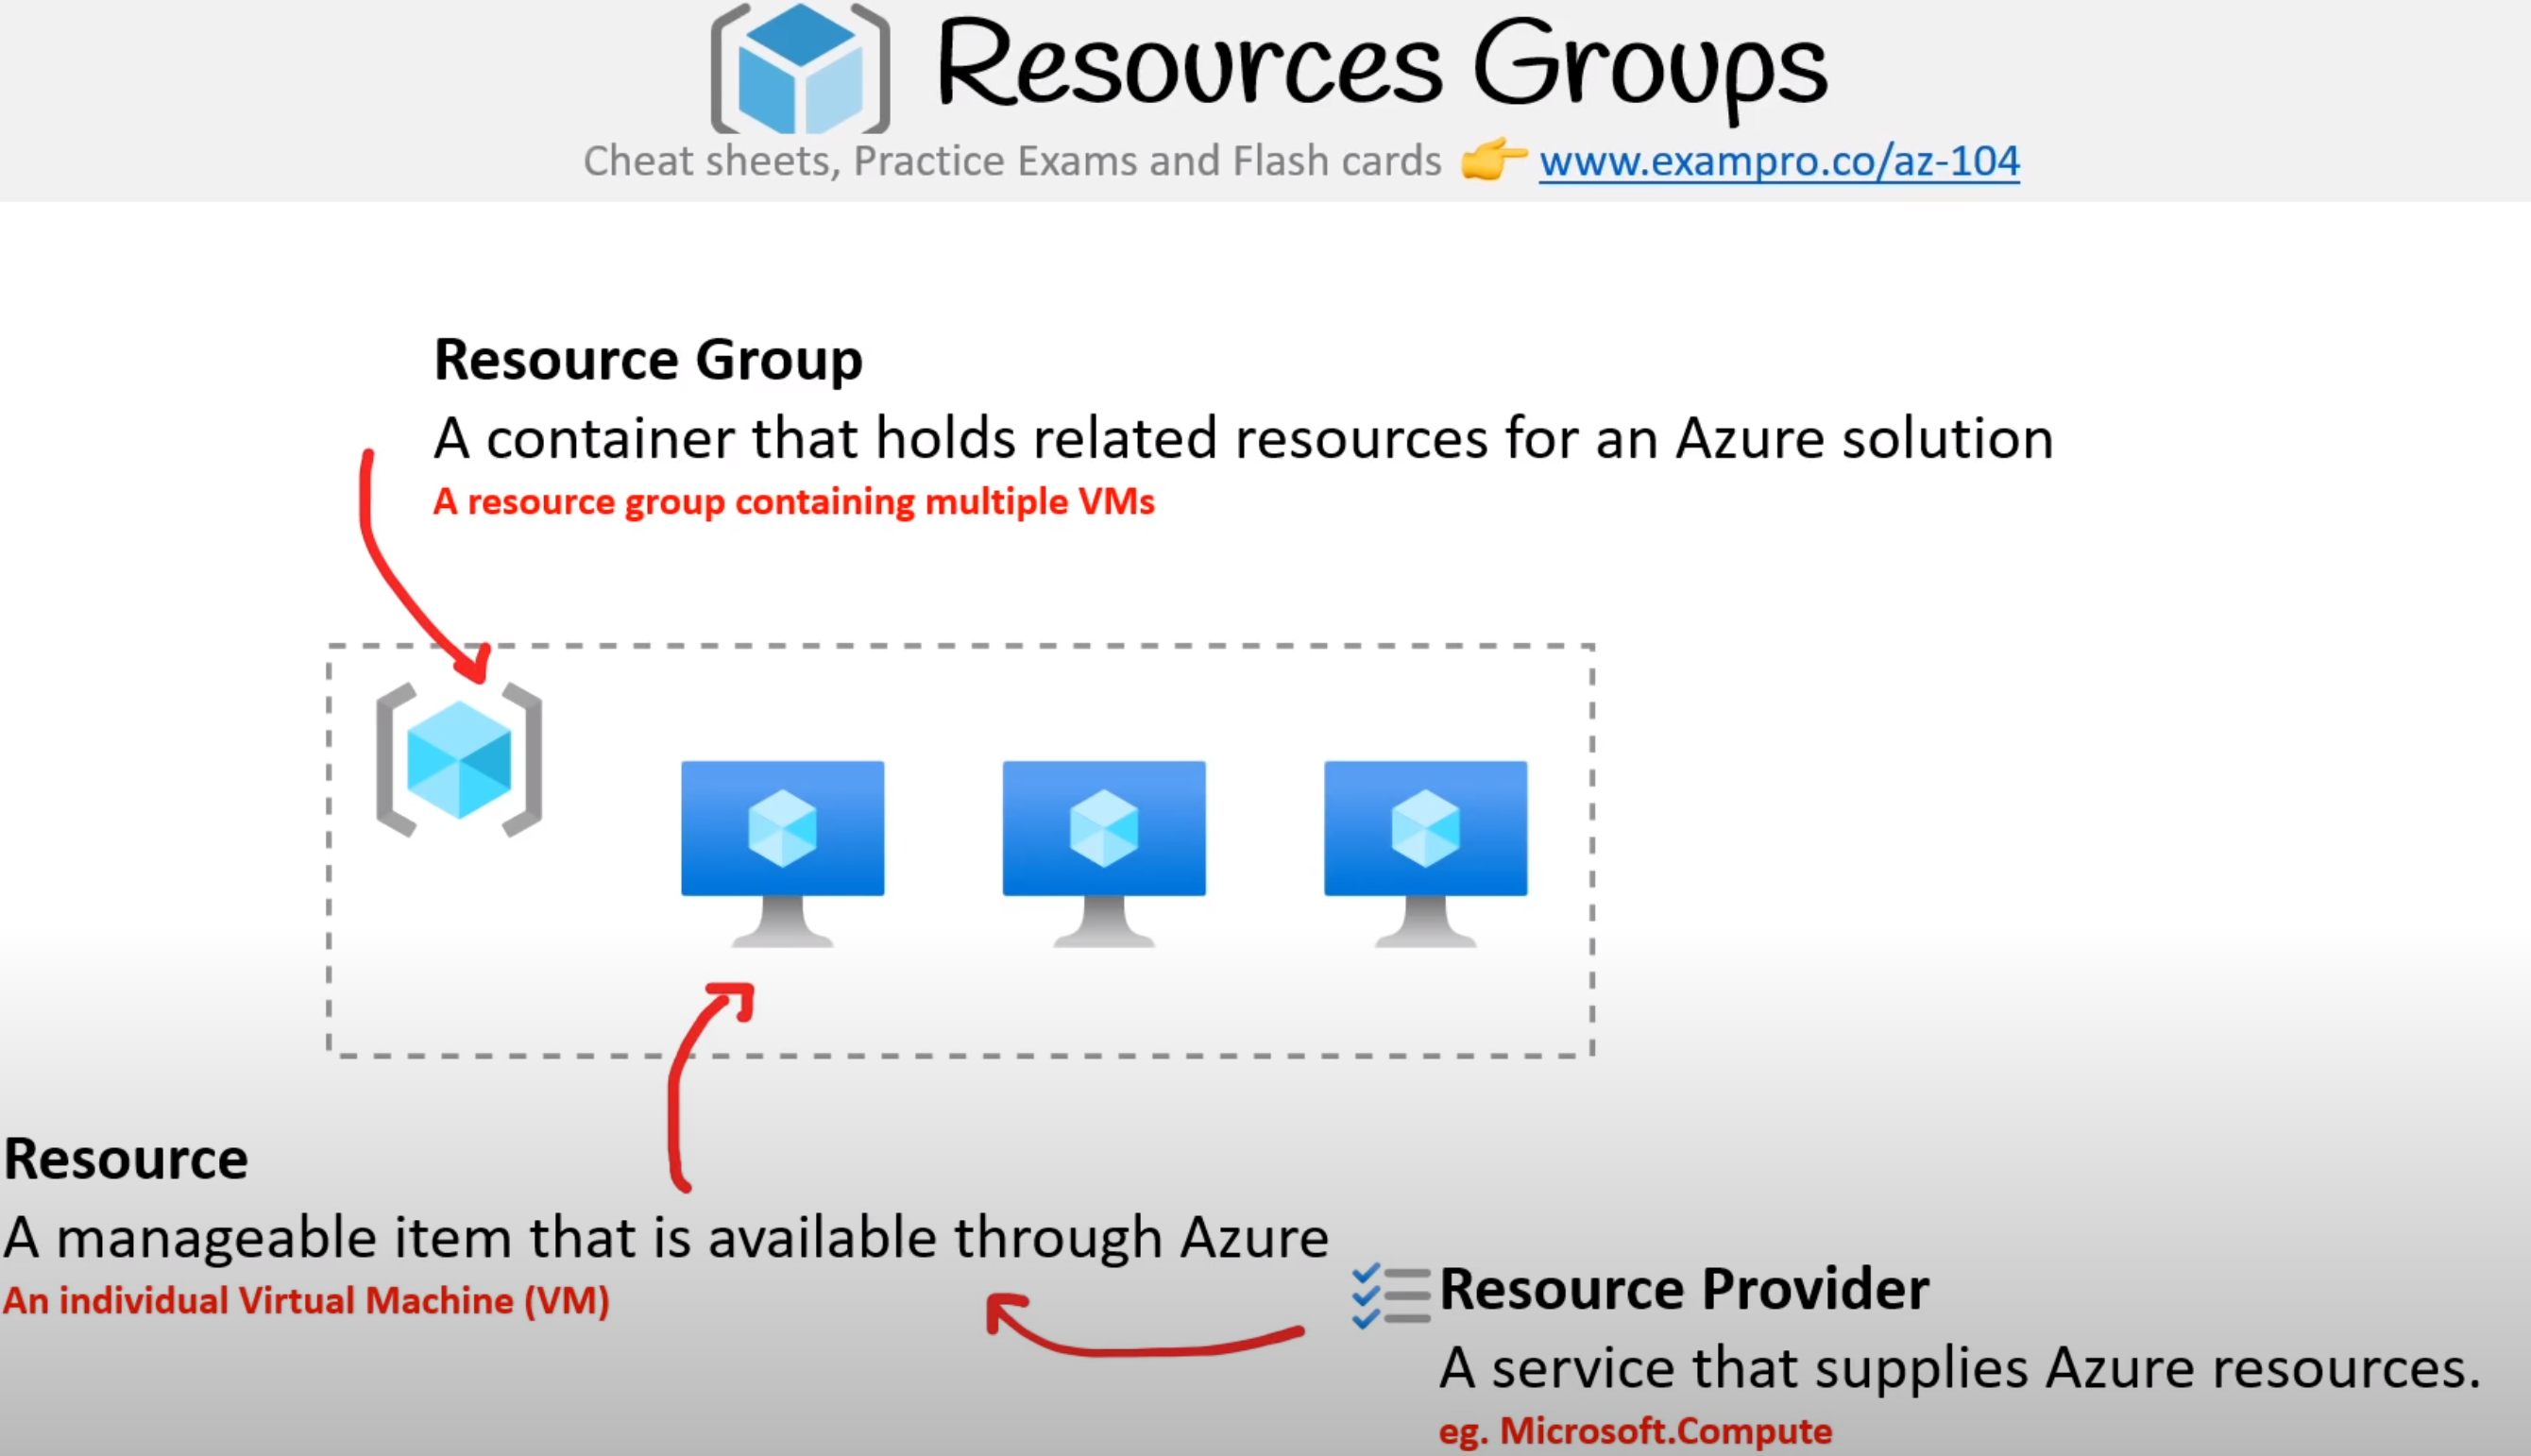 Resources Groups
Cheat sheets, Practice Exams and Flash cards 👉 www.exampro.co/az-104
Resource Group
A container that holds related resources for an Azure solution
A resource group containing multiple VMs
Resource
A manageable item that is available through Azure
An individual Virtual Machine (VM)
Resource Provider
A service that supplies Azure resources.
eg. Microsoft.Compute